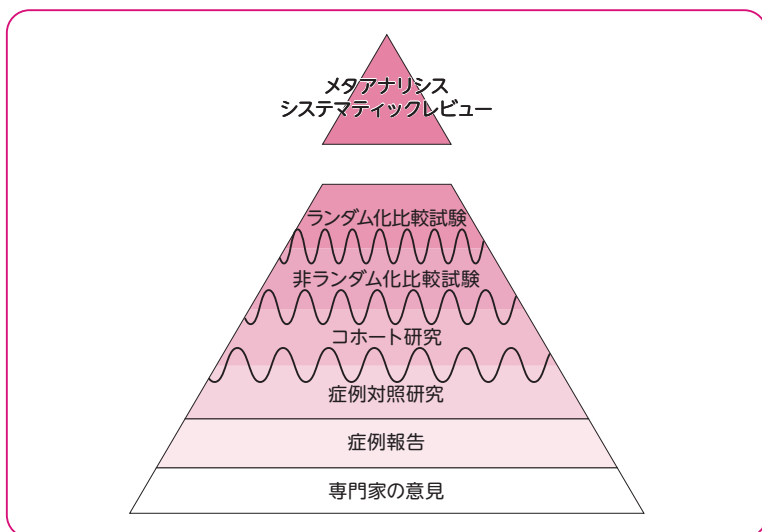 メタアナリシス
システマティックレビュー
ランダム化比較試験
非ランダム化比較試験
コホート研究
症例対照研究
症例報告
専門家の意見